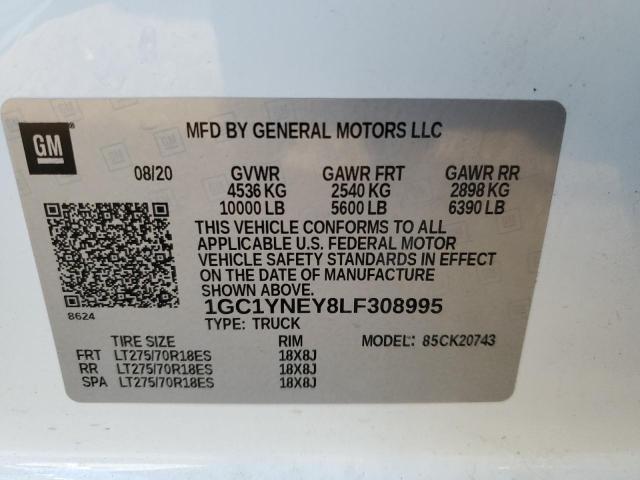 GM
MFD BY GENERAL MOTORS LLC
08/20 GVWR GAWR FRT GAWR RR
4536 KG 2540 KG 2898 KG
10000 LB 5600 LB 6390 LB
THIS VEHICLE CONFORMS TO ALL
APPLICABLE U.S. FEDERAL MOTOR
VEHICLE SAFETY STANDARDS IN EFFECT
ON THE DATE OF MANUFACTURE
SHOWN ABOVE.
8624
1GC1YNEY8LF308995
TYPE: TRUCK
TIRE SIZE RIM MODEL: 85CK20743
FRT LT275/70R18ES 18X8J
RR LT275/70R18ES 18X8J
SPA LT275/70R18ES 18X8J